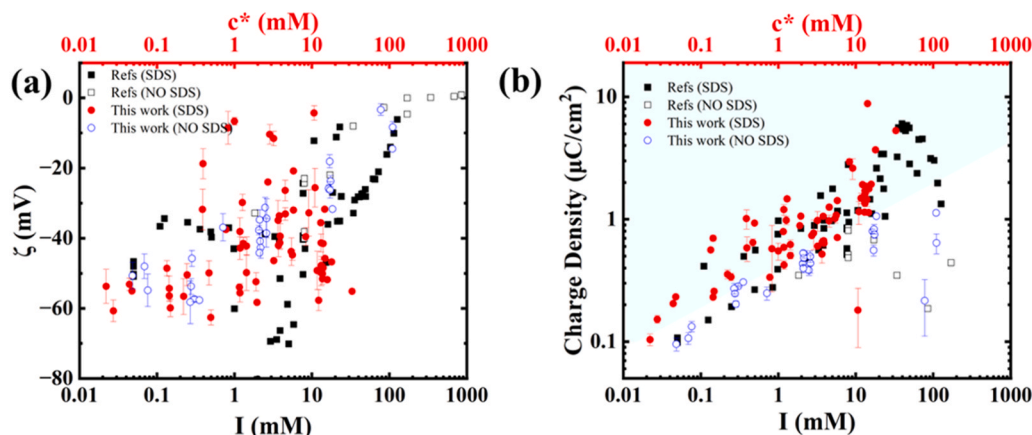 c* (mM)
0.01 0.1 1 10 100 1000
(a)
Refs (SDS)
Refs (NO SDS)
This work (SDS)
This work (NO SDS)
ζ (mV)
0
−20
−40
−60
−80
0.01 0.1 1 10 100 1000
I (mM)
c* (mM)
0.01 0.1 1 10 100 1000
(b)
Refs (SDS)
Refs (NO SDS)
This work (SDS)
This work (NO SDS)
Charge Density (μC/cm²)
10
1
0.1
0.01 0.1 1 10 100 1000
I (mM)